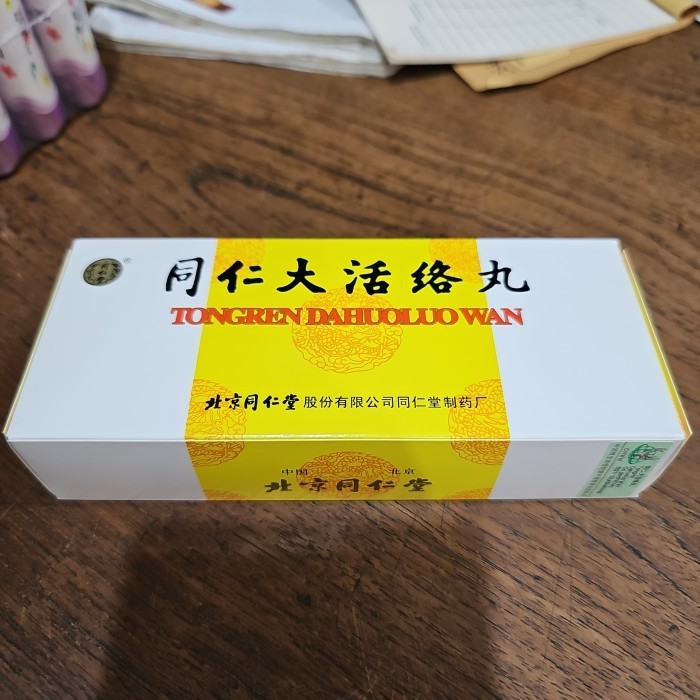 同仁大活络丸
TONGREN DAHUOLUO WAN
北京同仁堂股份有限公司同仁堂制药厂
中国 北京
北京同仁堂